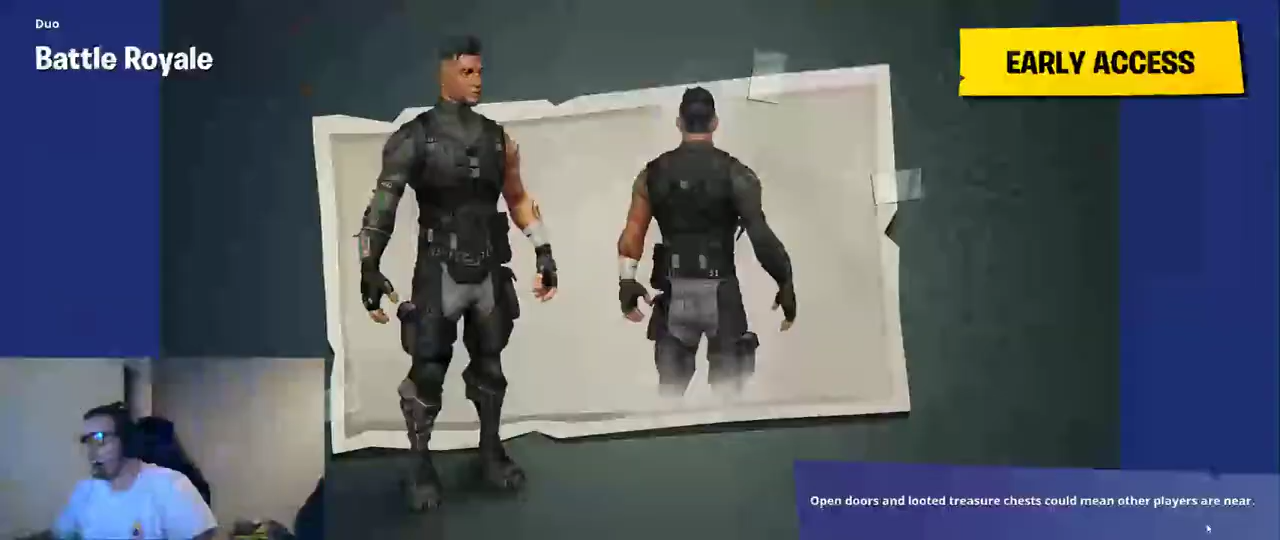 Duo
Battle Royale
EARLY ACCESS
Open doors and looted treasure chests could mean other players are near.